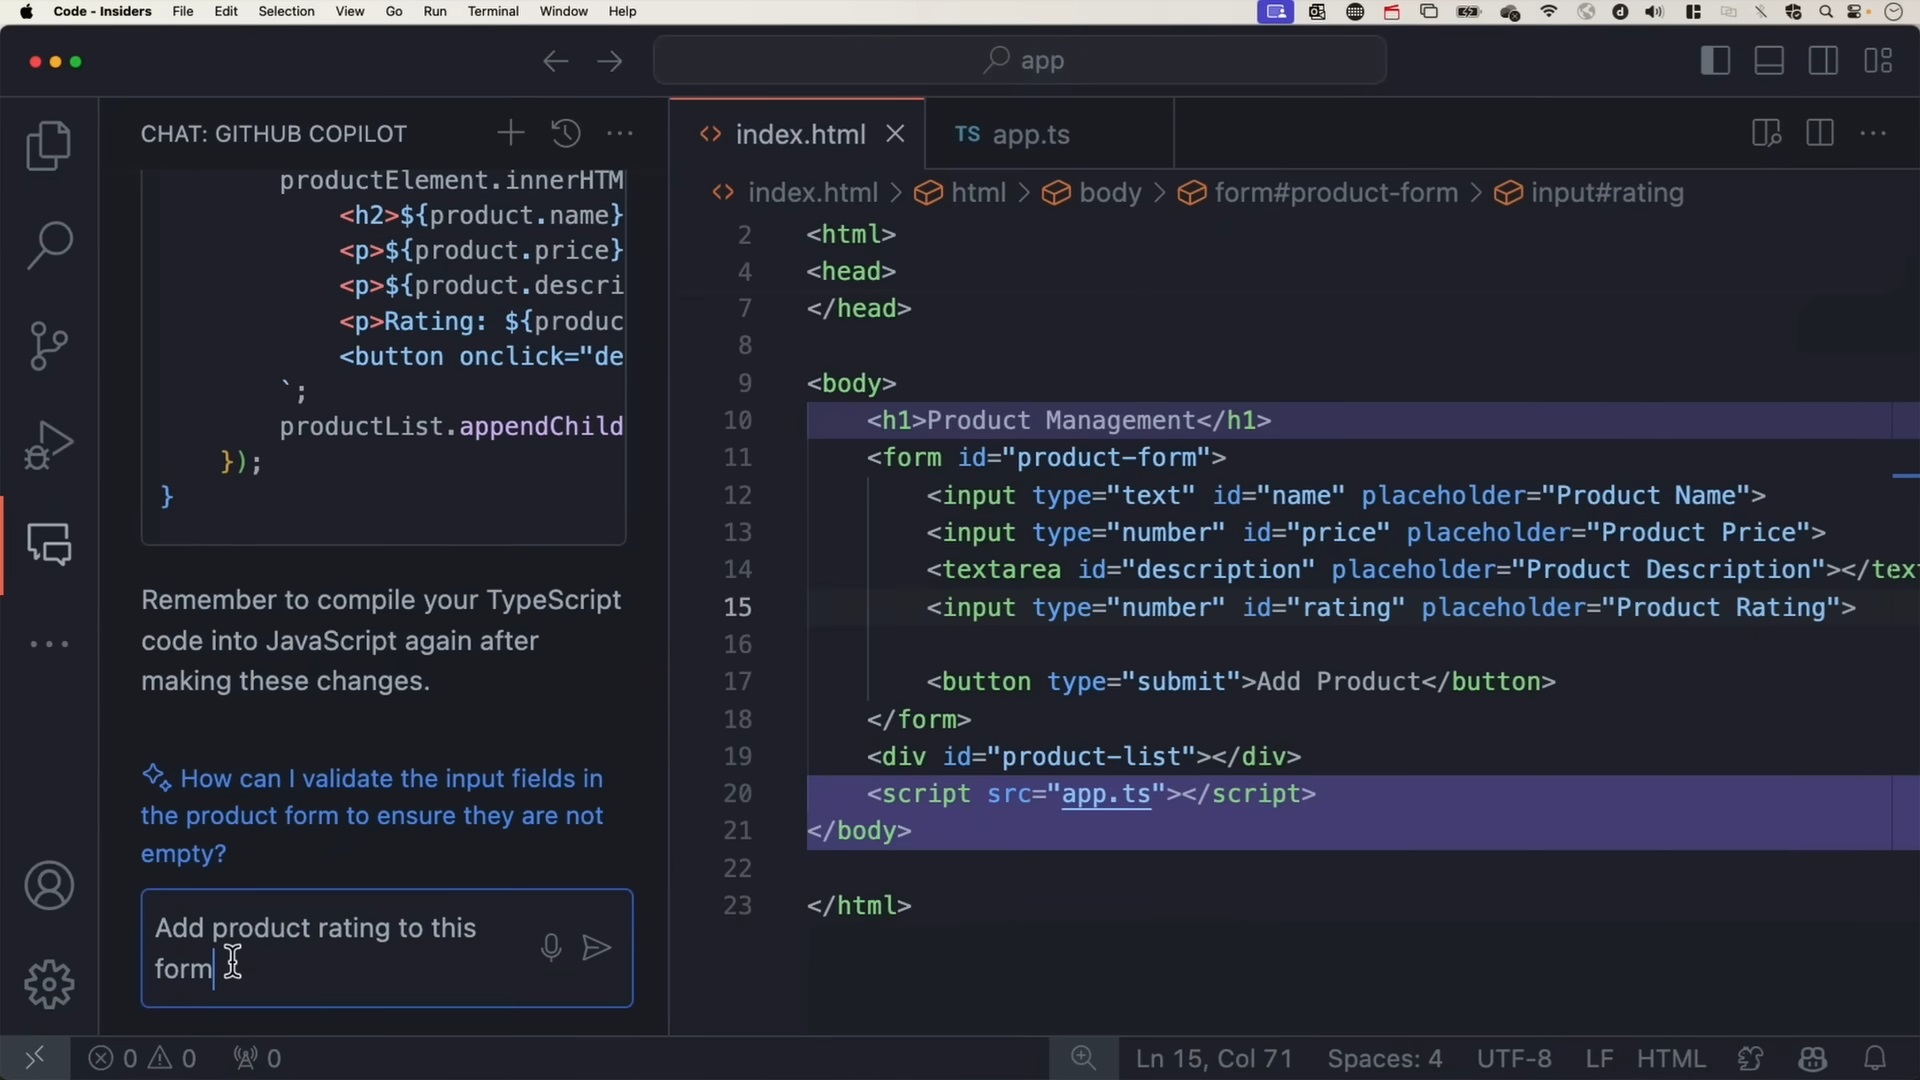 Code - Insiders File Edit Selection View Go Run Terminal Window Help
app
CHAT: GITHUB COPILOT
productElement.innerHTM
<h2>${product.name}
<p>${product.price}
<p>${product.descri
<p>Rating: ${produc
<button onclick="de
`;
productList.appendChild
});
}
Remember to compile your TypeScript
code into JavaScript again after
making these changes.
How can I validate the input fields in
the product form to ensure they are not
empty?
Add product rating to this
form
index.html
TS app.ts
<> index.html > html > body > form#product-form > input#rating
2 <html>
4 <head>
7 </head>
8
9 <body>
10 <h1>Product Management</h1>
11 <form id="product-form">
12 <input type="text" id="name" placeholder="Product Name">
13 <input type="number" id="price" placeholder="Product Price">
14 <textarea id="description" placeholder="Product Description"></text
15 <input type="number" id="rating" placeholder="Product Rating">
16
17 <button type="submit">Add Product</button>
18 </form>
19 <div id="product-list"></div>
20 <script src="app.ts"></script>
21 </body>
22
23 </html>
0 0 0 Ln 15, Col 71 Spaces: 4 UTF-8 LF HTML